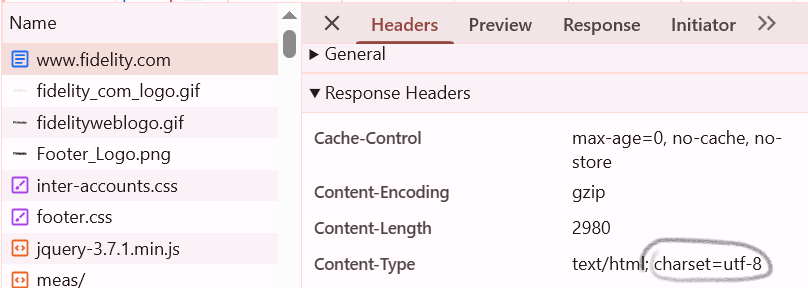 Name
www.fidelity.com
fidelity_com_logo.gif
fidelityweblogo.gif
Footer_Logo.png
inter-accounts.css
footer.css
jquery-3.7.1.min.js
meas/
Headers
Preview
Response
Initiator
General
Response Headers
Cache-Control
max-age=0, no-cache, no-
store
Content-Encoding
gzip
Content-Length
2980
Content-Type
text/html; charset=utf-8